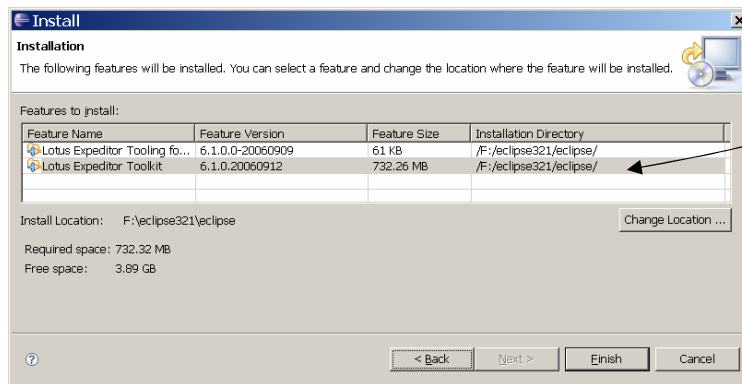 Install
Installation
The following features will be installed. You can select a feature and change the location where the feature will be installed.
Features to install:
Feature Name Feature Version Feature Size Installation Directory
Lotus Expeditor Tooling fo... 6.1.0.0-20060909 61 KB /F:/eclipse321/eclipse/
Lotus Expeditor Toolkit 6.1.0.20060912 732.26 MB /F:/eclipse321/eclipse/
Install Location: F:\eclipse321\eclipse Change Location ...
Required space: 732.32 MB
Free space: 3.89 GB
? < Back Next > Finish Cancel